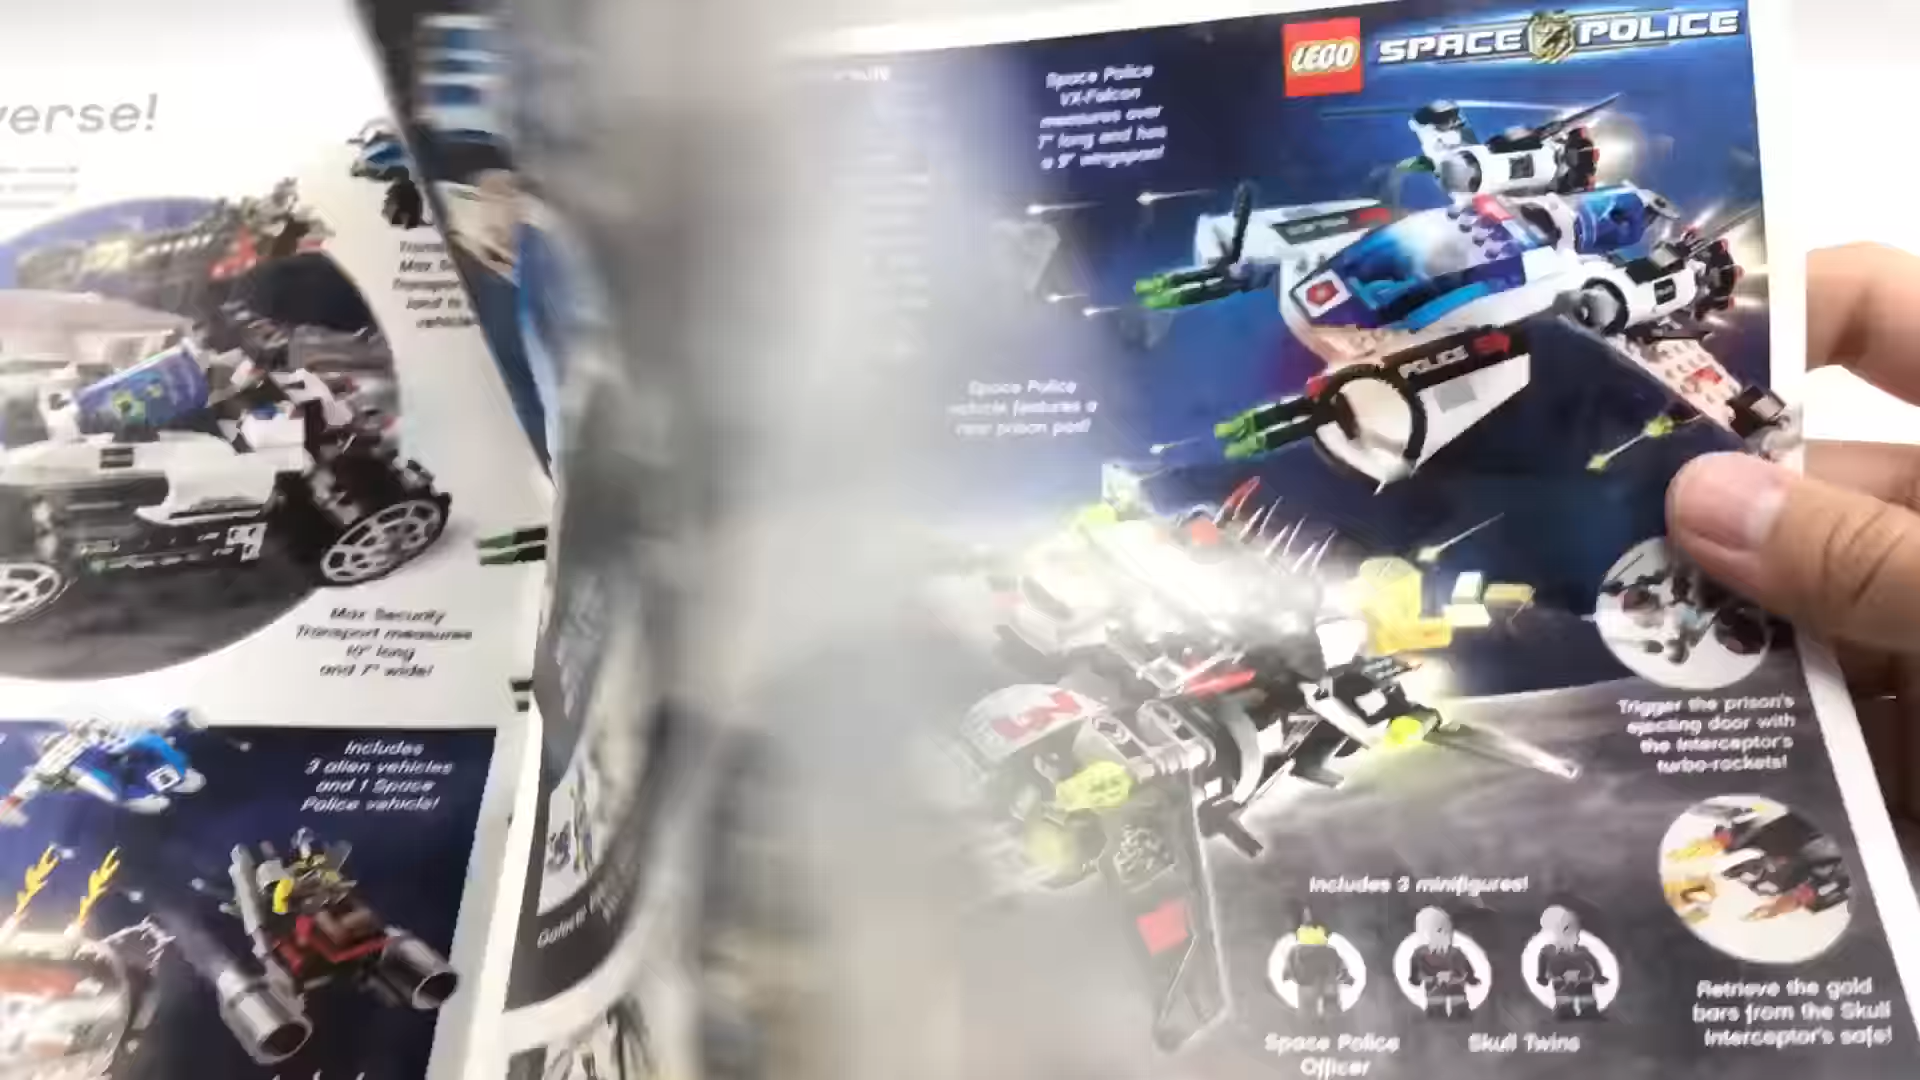 verse!
Max Security
Transport measures
10" long
and 7" wide!
Includes
3 alien vehicles
and 1 Space
Police vehicle!
LEGO SPACE POLICE
Space Police
VX-Falcon
measures over
7" long and has
a 9" wingspan!
Space Police
vehicle features a
new prison pod!
POLICE
Trigger the prison's
ejecting door with
the Interceptor's
turbo-rockets!
Includes 3 minifigures!
Space Police
Officer
Skull Twins
Retrieve the gold
bars from the Skull
Interceptor's safe!